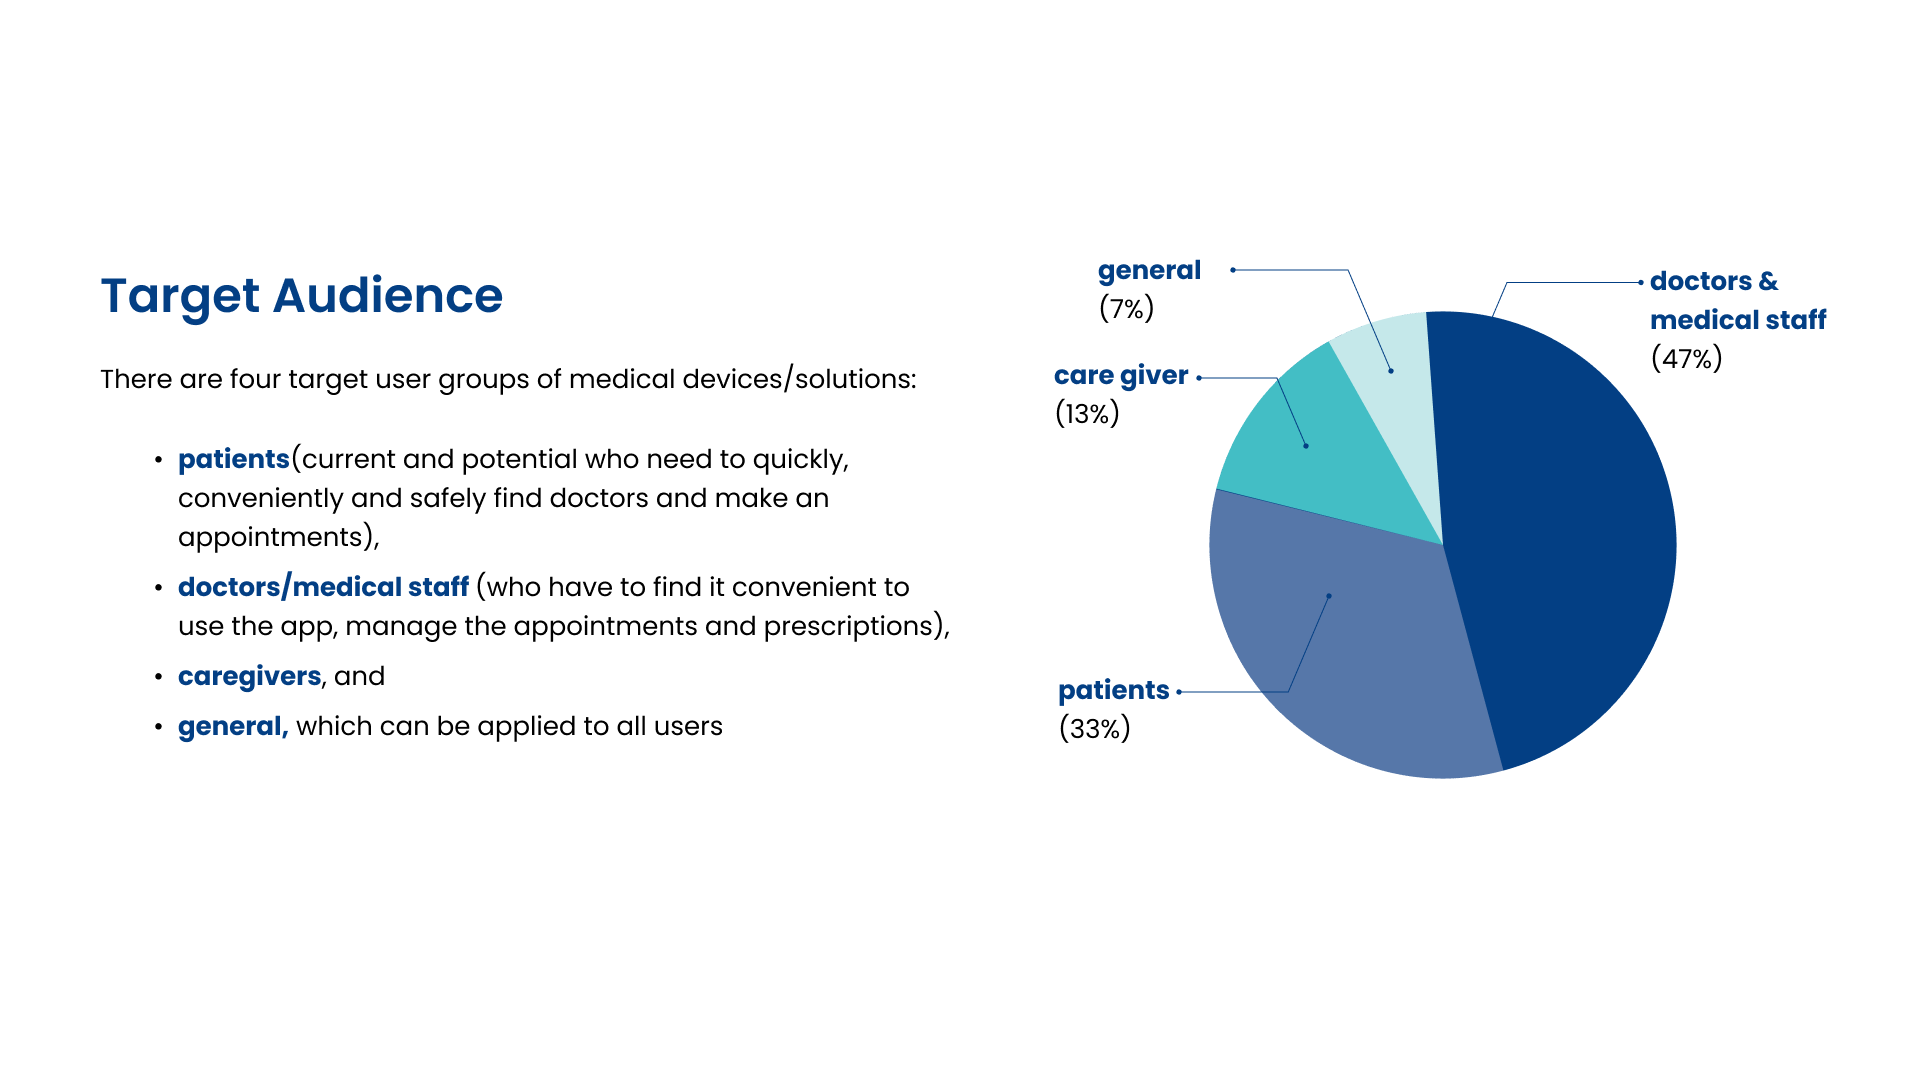 Target Audience
There are four target user groups of medical devices/solutions:
• patients(current and potential who need to quickly,
conveniently and safely find doctors and make an
appointments),
• doctors/medical staff (who have to find it convenient to
use the app, manage the appointments and prescriptions),
• caregivers, and
• general, which can be applied to all users
general
(7%)
care giver
(13%)
patients
(33%)
doctors &
medical staff
(47%)